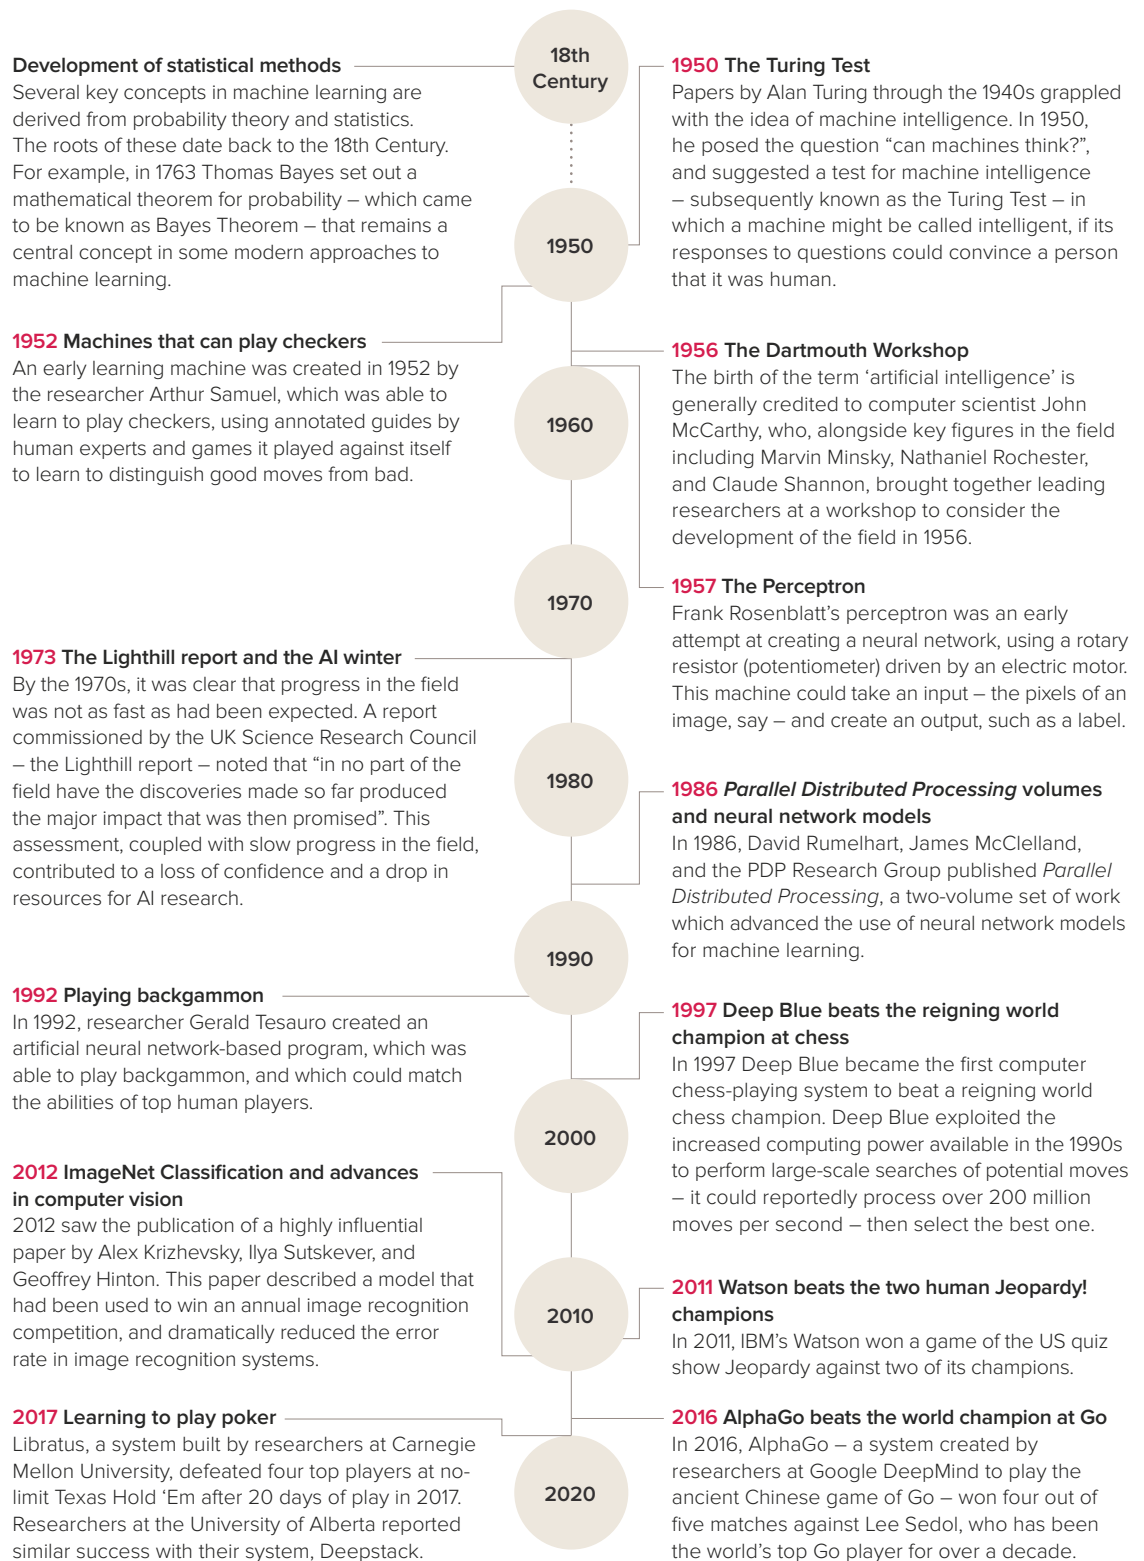 18th
Century
Development of statistical methods
Several key concepts in machine learning are
derived from probability theory and statistics.
The roots of these date back to the 18th Century.
For example, in 1763 Thomas Bayes set out a
mathematical theorem for probability – which came
to be known as Bayes Theorem – that remains a
central concept in some modern approaches to
machine learning.
1950 The Turing Test
Papers by Alan Turing through the 1940s grappled
with the idea of machine intelligence. In 1950,
he posed the question “can machines think?”,
and suggested a test for machine intelligence
– subsequently known as the Turing Test – in
which a machine might be called intelligent, if its
responses to questions could convince a person
that it was human.
1950
1952 Machines that can play checkers
An early learning machine was created in 1952 by
the researcher Arthur Samuel, which was able to
learn to play checkers, using annotated guides by
human experts and games it played against itself
to learn to distinguish good moves from bad.
1956 The Dartmouth Workshop
The birth of the term ‘artificial intelligence’ is
generally credited to computer scientist John
McCarthy, who, alongside key figures in the field
including Marvin Minsky, Nathaniel Rochester,
and Claude Shannon, brought together leading
researchers at a workshop to consider the
development of the field in 1956.
1960
1957 The Perceptron
Frank Rosenblatt’s perceptron was an early
attempt at creating a neural network, using a rotary
resistor (potentiometer) driven by an electric motor.
This machine could take an input – the pixels of an
image, say – and create an output, such as a label.
1970
1973 The Lighthill report and the AI winter
By the 1970s, it was clear that progress in the field
was not as fast as had been expected. A report
commissioned by the UK Science Research Council
– the Lighthill report – noted that “in no part of the
field have the discoveries made so far produced
the major impact that was then promised”. This
assessment, coupled with slow progress in the field,
contributed to a loss of confidence and a drop in
resources for AI research.
1980
1986 Parallel Distributed Processing volumes
and neural network models
In 1986, David Rumelhart, James McClelland,
and the PDP Research Group published Parallel
Distributed Processing, a two-volume set of work
which advanced the use of neural network models
for machine learning.
1990
1992 Playing backgammon
In 1992, researcher Gerald Tesauro created an
artificial neural network-based program, which was
able to play backgammon, and which could match
the abilities of top human players.
1997 Deep Blue beats the reigning world
champion at chess
In 1997 Deep Blue became the first computer
chess-playing system to beat a reigning world
chess champion. Deep Blue exploited the
increased computing power available in the 1990s
to perform large-scale searches of potential moves
– it could reportedly process over 200 million
moves per second – then select the best one.
2000
2012 ImageNet Classification and advances
in computer vision
2012 saw the publication of a highly influential
paper by Alex Krizhevsky, Ilya Sutskever, and
Geoffrey Hinton. This paper described a model that
had been used to win an annual image recognition
competition, and dramatically reduced the error
rate in image recognition systems.
2010
2011 Watson beats the two human Jeopardy!
champions
In 2011, IBM’s Watson won a game of the US quiz
show Jeopardy against two of its champions.
2017 Learning to play poker
Libratus, a system built by researchers at Carnegie
Mellon University, defeated four top players at no-
limit Texas Hold ‘Em after 20 days of play in 2017.
Researchers at the University of Alberta reported
similar success with their system, Deepstack.
2016 AlphaGo beats the world champion at Go
In 2016, AlphaGo – a system created by
researchers at Google DeepMind to play the
ancient Chinese game of Go – won four out of
five matches against Lee Sedol, who has been
the world’s top Go player for over a decade.
2020